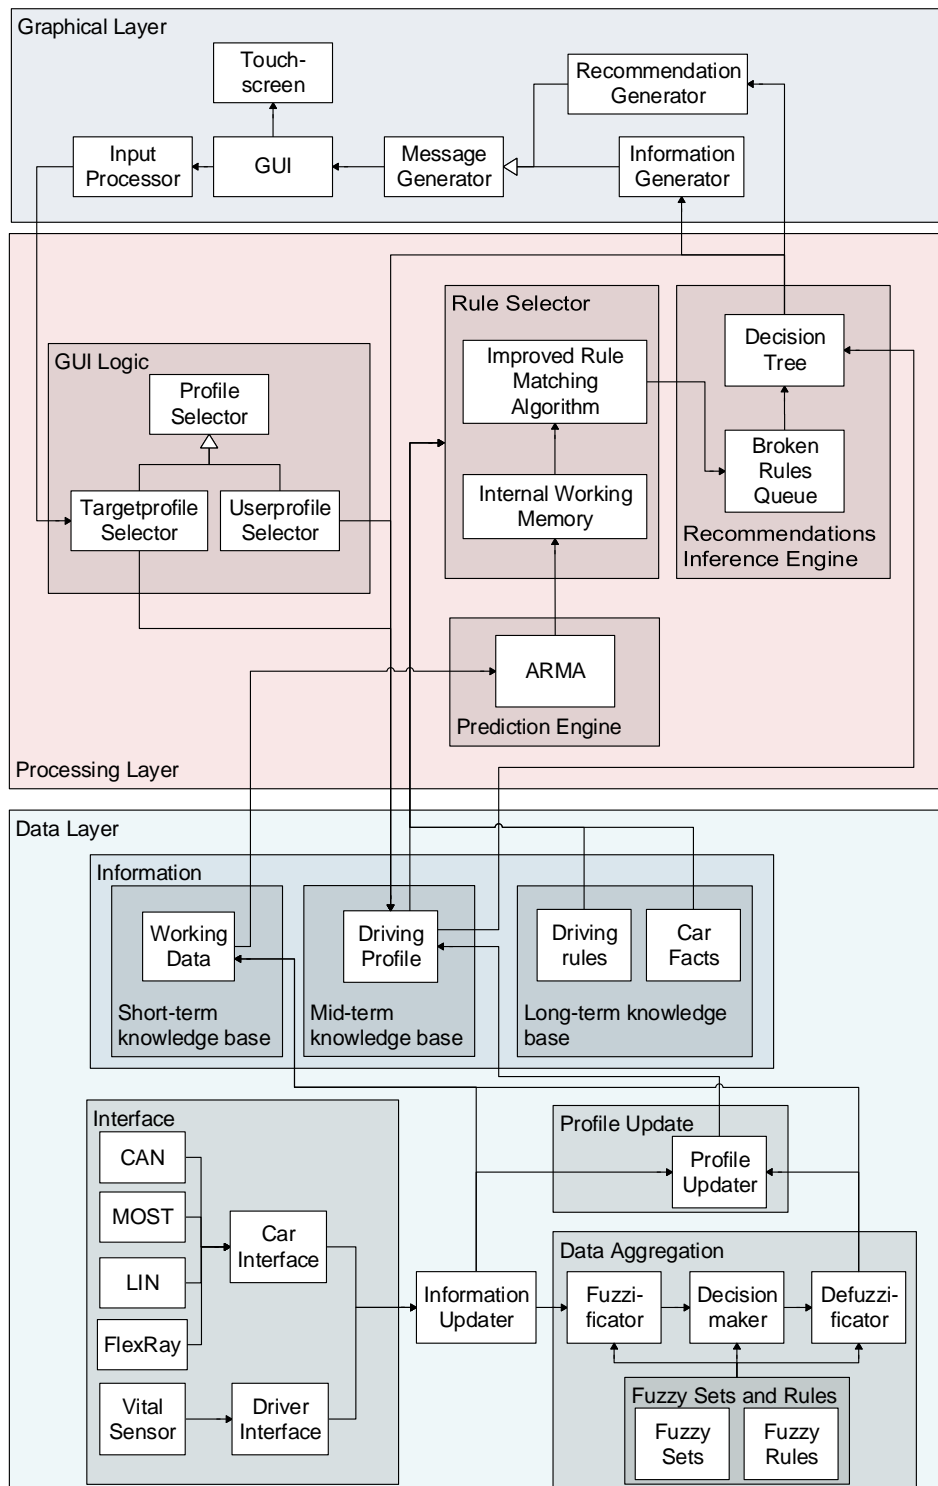 Graphical Layer
Touch-
screen
Recommendation
Generator
Input
Processor
GUI
Message
Generator
Information
Generator
Rule Selector
GUI Logic
Profile
Selector
Improved Rule
Matching
Algorithm
Decision
Tree
Targetprofile
Selector
Userprofile
Selector
Internal Working
Memory
Broken
Rules
Queue
Recommendations
Inference Engine
ARMA
Prediction Engine
Processing Layer
Data Layer
Information
Working
Data
Driving
Profile
Driving
rules
Car
Facts
Short-term
knowledge base
Mid-term
knowledge base
Long-term knowledge
base
Interface
CAN
MOST
LIN
FlexRay
Vital
Sensor
Car
Interface
Driver
Interface
Information
Updater
Profile Update
Profile
Updater
Data Aggregation
Fuzzi-
ficator
Decision
maker
Defuzzi-
ficator
Fuzzy Sets and Rules
Fuzzy
Sets
Fuzzy
Rules